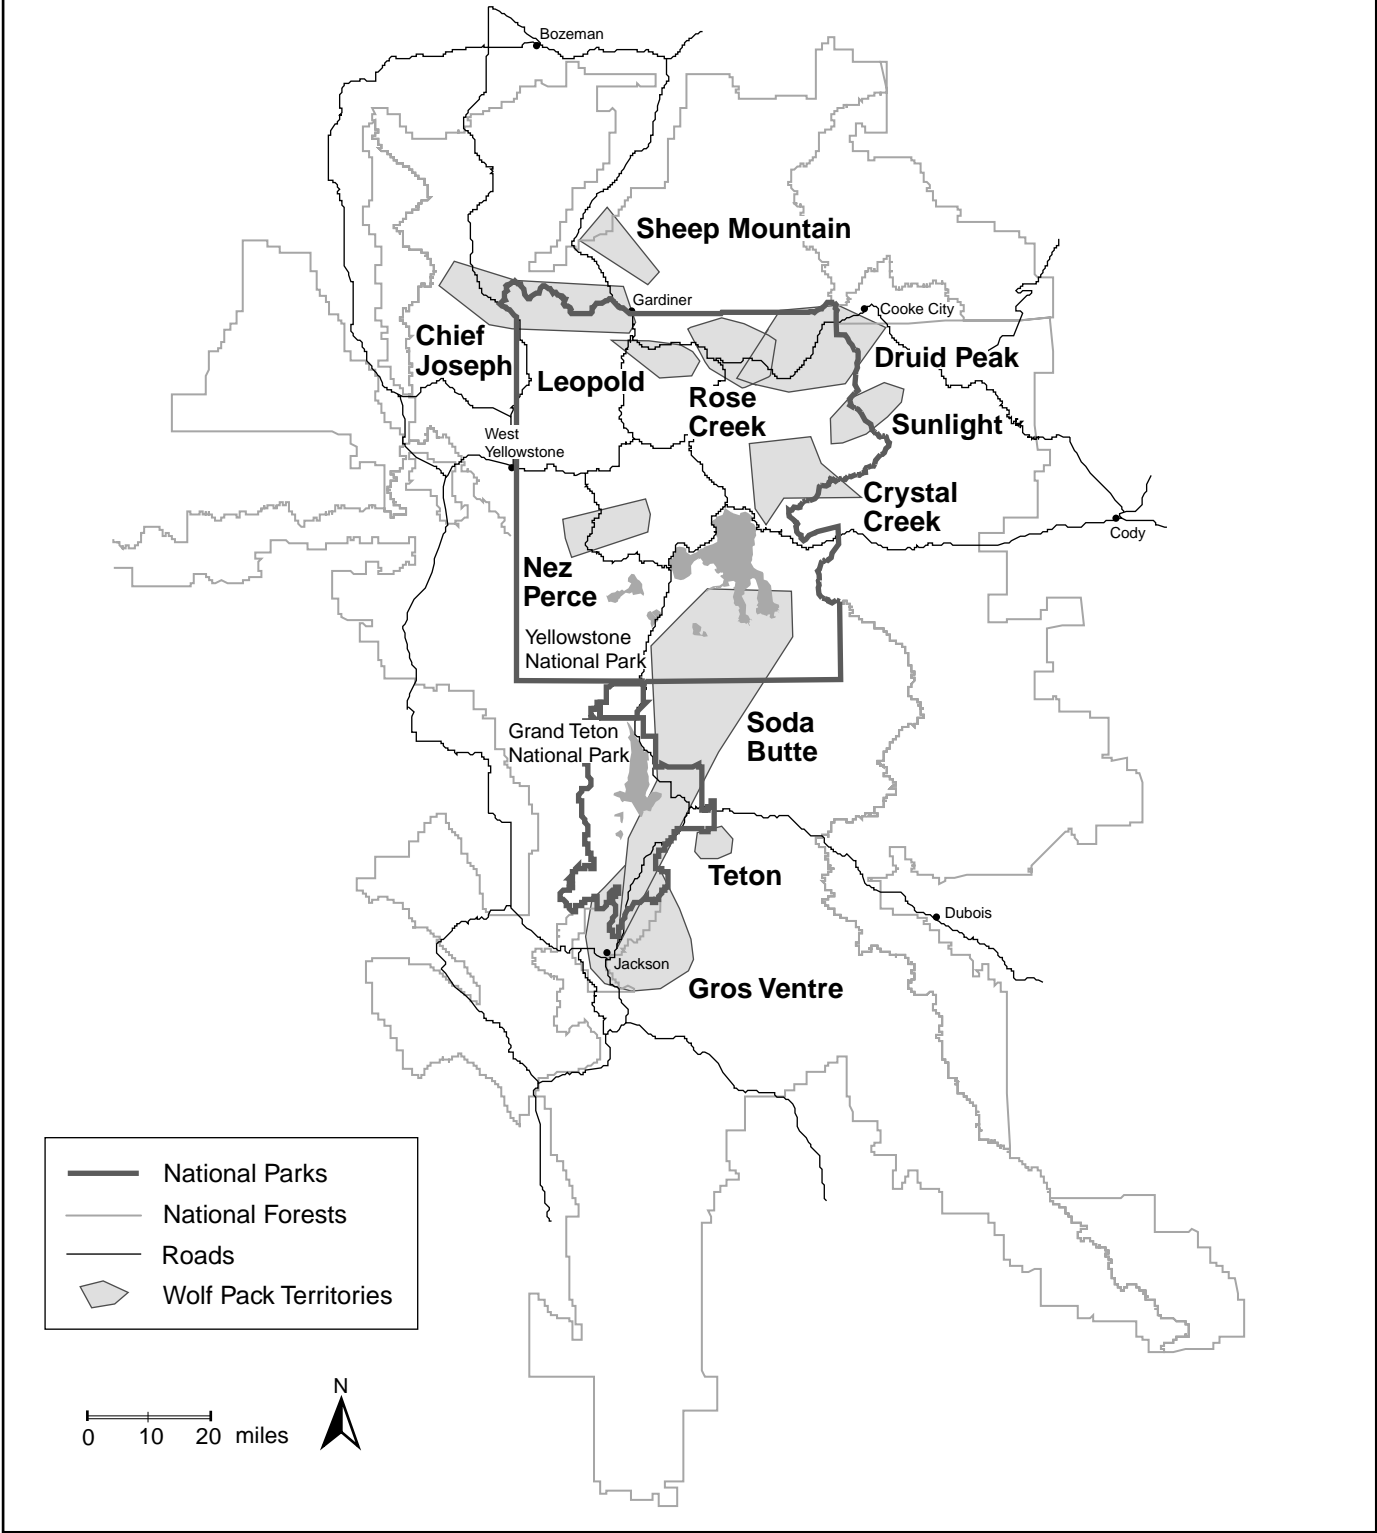 Bozeman
Sheep Mountain
Gardiner
Cooke City
Chief
Joseph
Leopold
Druid Peak
Rose
Creek
Sunlight
West
Yellowstone
Crystal
Creek
Cody
Nez
Perce
Yellowstone
National Park
Soda
Butte
Grand Teton
National Park
Teton
Dubois
Jackson
Gros Ventre
National Parks
National Forests
Roads
Wolf Pack Territories
N
0 10 20 miles